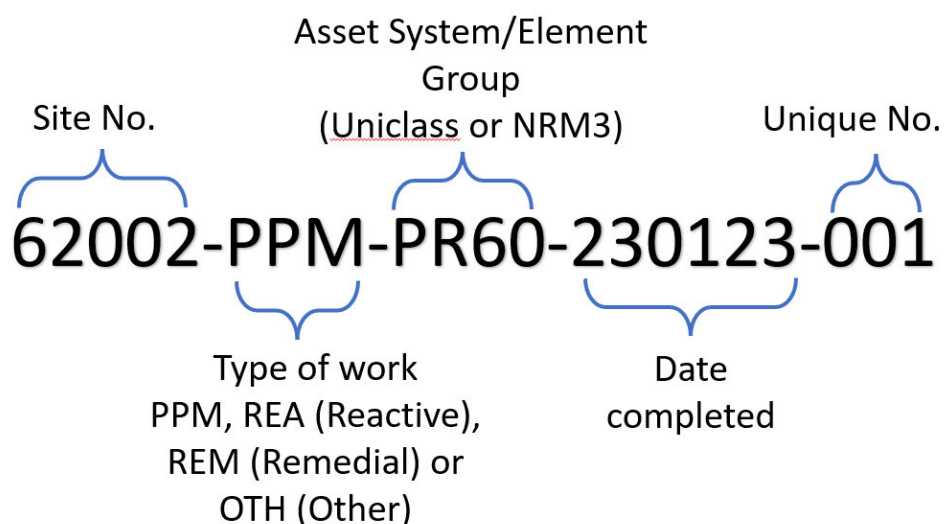 Asset System/Element
Group
(Uniclass or NRM3)
Site No.
Unique No.
62002-PPM-PR60-230123-001
Type of work
PPM, REA (Reactive),
REM (Remedial) or
OTH (Other)
Date
completed